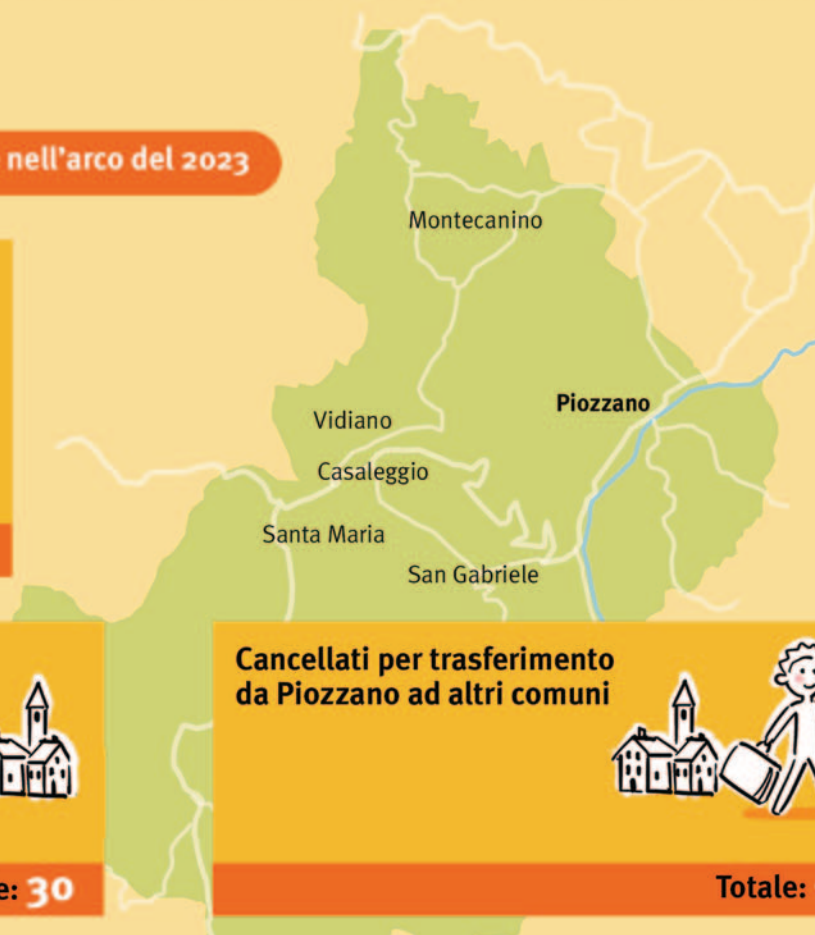 nell'arco del 2023
Montecanino
Piozzano
Vidiano
Casaleggio
Santa Maria
San Gabriele
Cancellati per trasferimento
da Piozzano ad altri comuni
30
Totale: